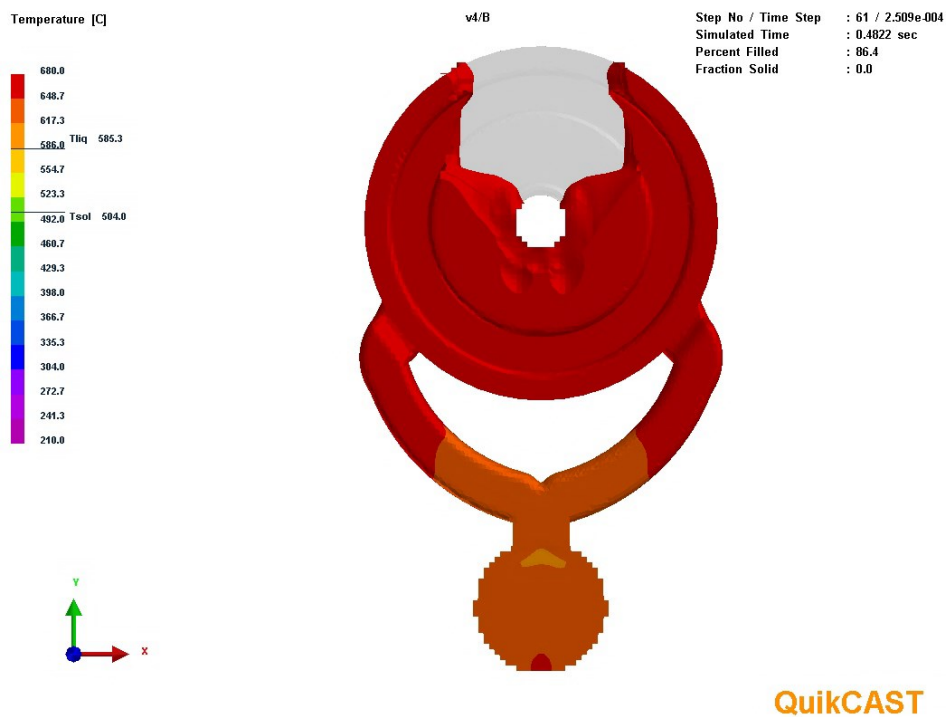 Temperature [C]
v4/B
Step No / Time Step : 61 / 2.509e-004
Simulated Time : 0.4822 sec
Percent Filled : 86.4
Fraction Solid : 0.0
680.0
648.7
617.3
586.0
Tliq 585.3
554.7
523.3
492.0
Tsol 504.0
460.7
429.3
398.0
366.7
335.3
304.0
272.7
241.3
210.0
Y
X
QuikCAST